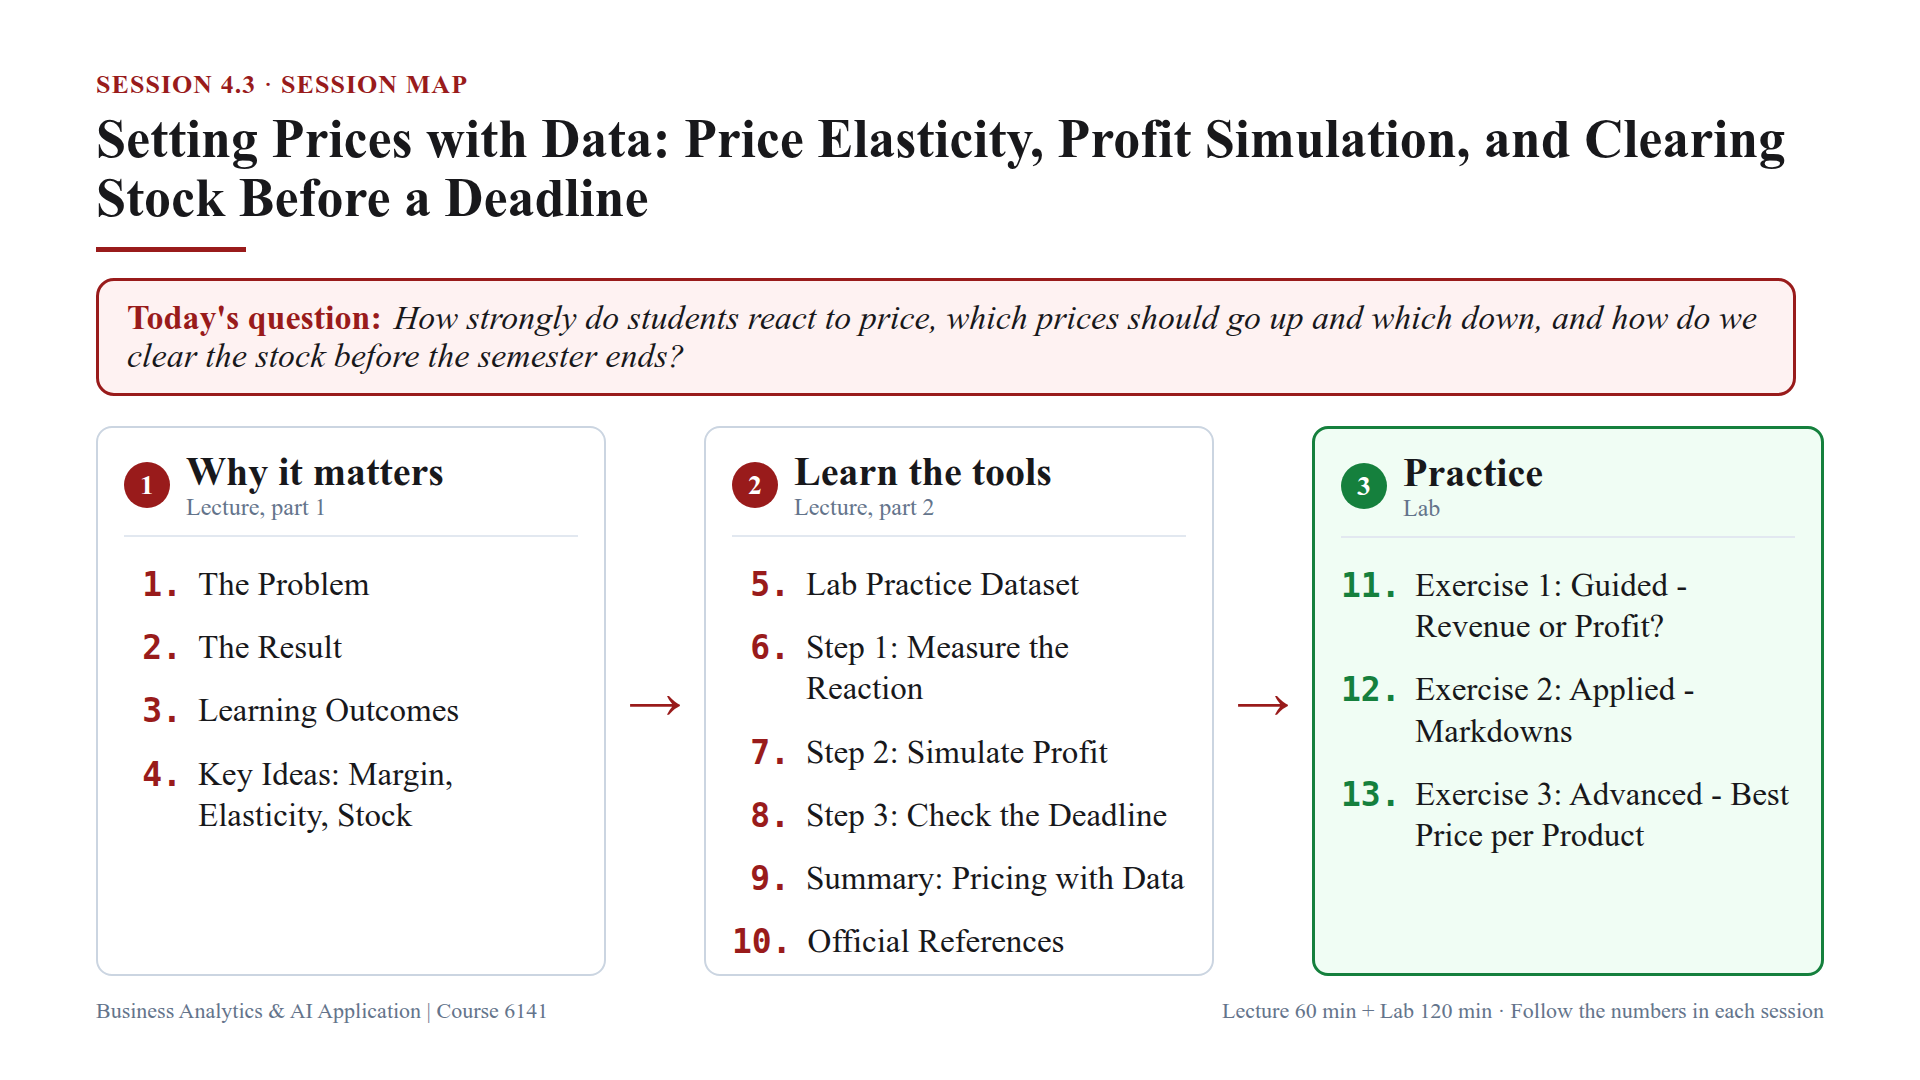 SESSION 4.3 · SESSION MAP
Setting Prices with Data: Price Elasticity, Profit Simulation, and Clearing
Stock Before a Deadline
Today's question: How strongly do students react to price, which prices should go up and which down, and how do we
clear the stock before the semester ends?
1 Why it matters
Lecture, part 1
1. The Problem
2. The Result
3. Learning Outcomes
4. Key Ideas: Margin,
Elasticity, Stock
→
2 Learn the tools
Lecture, part 2
5. Lab Practice Dataset
6. Step 1: Measure the
Reaction
7. Step 2: Simulate Profit
8. Step 3: Check the Deadline
9. Summary: Pricing with Data
10. Official References
→
3 Practice
Lab
11. Exercise 1: Guided -
Revenue or Profit?
12. Exercise 2: Applied -
Markdowns
13. Exercise 3: Advanced - Best
Price per Product
Business Analytics & AI Application | Course 6141
Lecture 60 min + Lab 120 min · Follow the numbers in each session